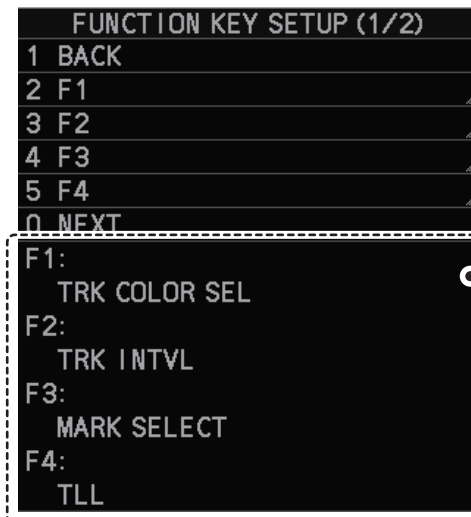 FUNCTION KEY SETUP (1/2)
1 BACK
2 F1
3 F2
4 F3
5 F4
0 NEXT
F1:
TRK COLOR SEL
F2:
TRK INTVL
F3:
MARK SELECT
F4:
TLL